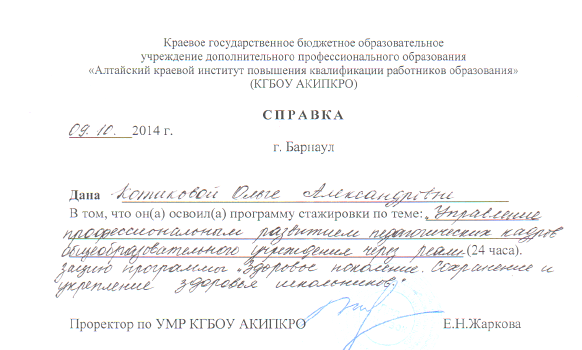 Краевое государственное бюджетное образовательное
учреждение дополнительного профессионального образования
«Алтайский краевой институт повышения квалификации работников образования»
(КГБОУ АКИПКРО)
СПРАВКА
09.10. 2014 г.
г. Барнаул
Дана Котиковой Ольге Александровне
В том, что он(а) освоил(а) программу стажировки по теме: „Управление
профессиональным развитием педагогических кадров
общеобразовательного учреждения через реали- (24 часа).
зацию программы „Здоровое поколение. Сохранение и
укрепление здоровья школьников."
Проректор по УМР КГБОУ АКИПКРО Е.Н.Жаркова